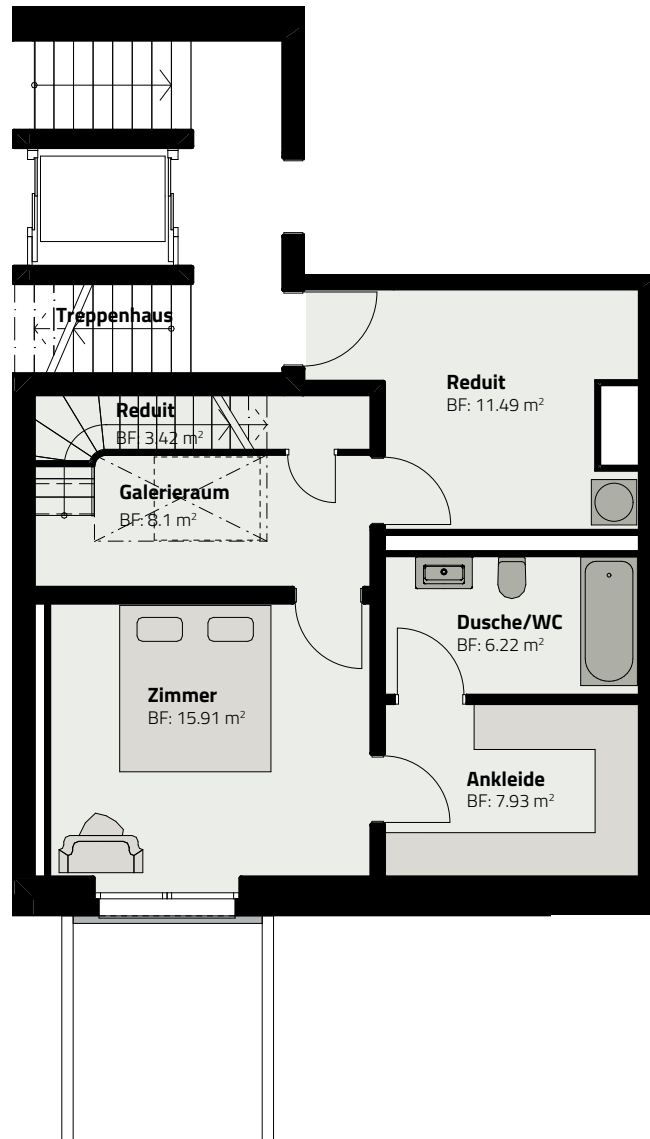 Treppenhaus
Reduit
BF: 11.49 m²
Reduit
BF: 3.42 m²
Galerieraum
BF: 8.1 m²
Dusche/WC
BF: 6.22 m²
Zimmer
BF: 15.91 m²
Ankleide
BF: 7.93 m²